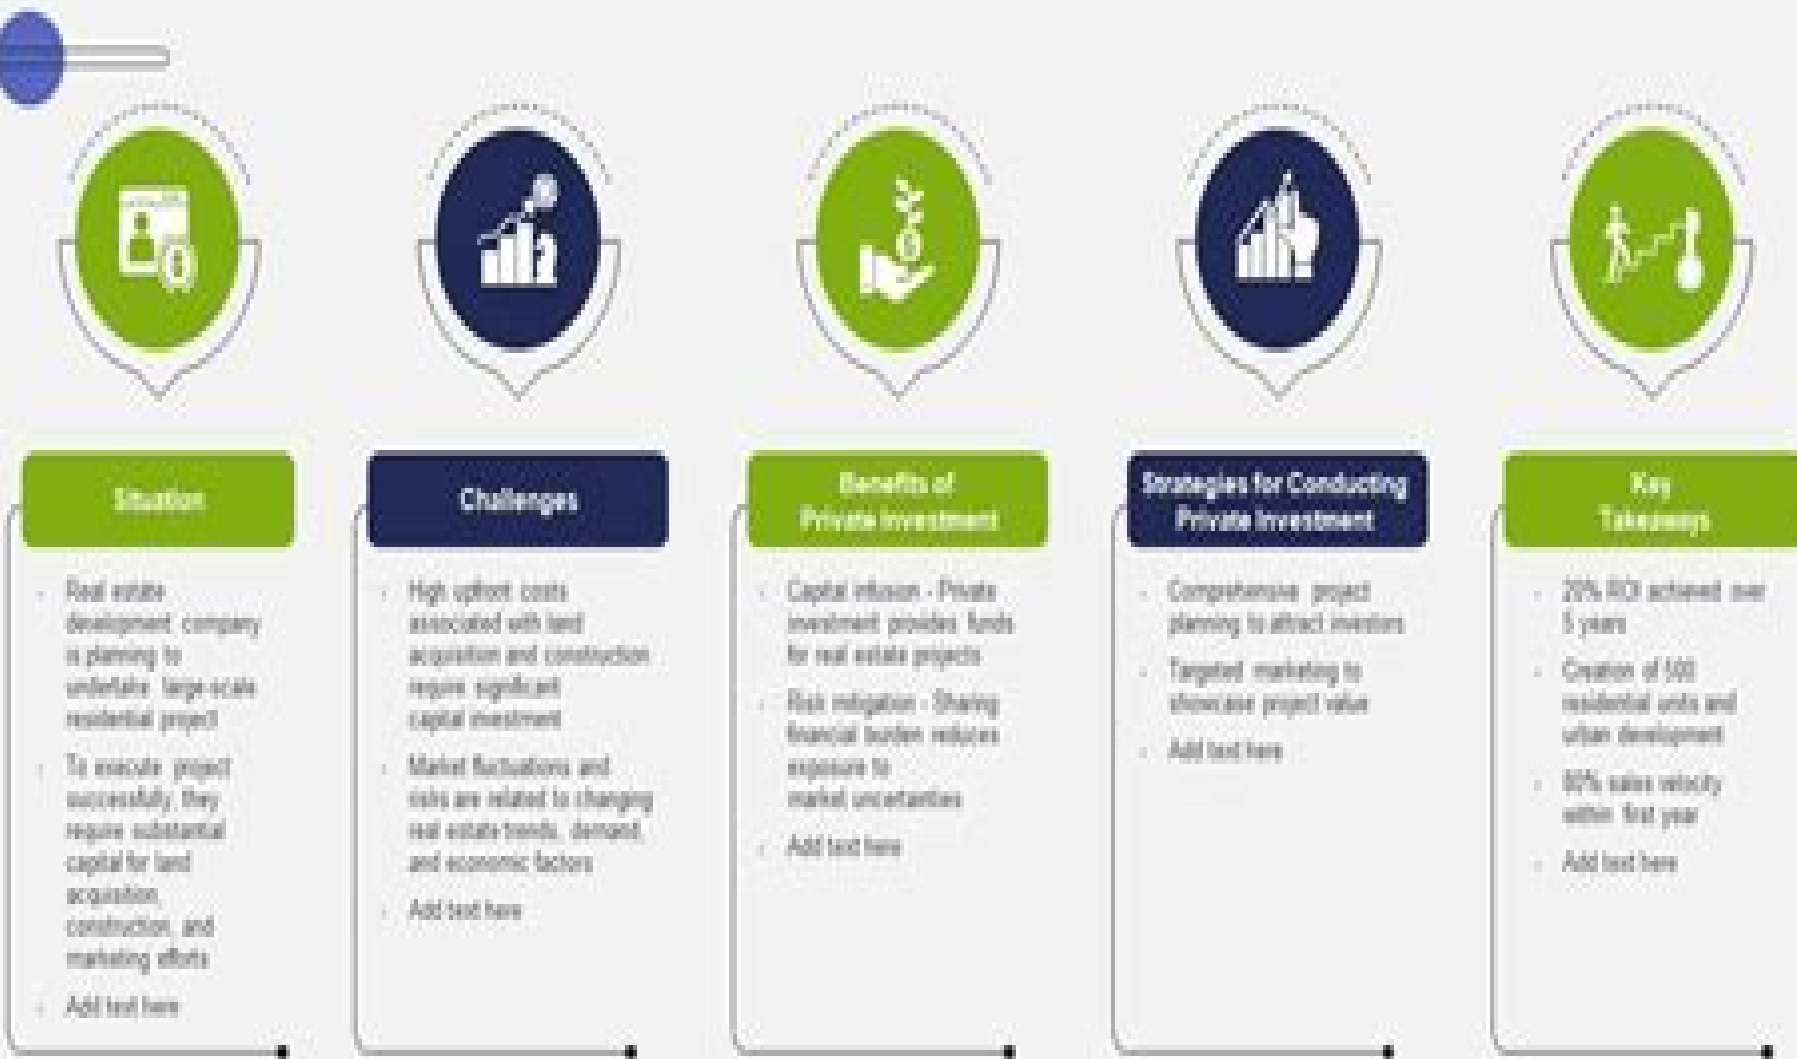 Situation
Real estate
development company
is planning to
undertake large-scale
residential project
To execute project
successfully, they
require substantial
capital for land
acquisition,
construction, and
marketing efforts
Add text here
Challenges
High upfront costs
associated with land
acquisition and construction
require significant
capital investment
Market fluctuations and
risks are related to changing
real estate trends, demand,
and economic factors
Add text here
Benefits of
Private Investment
Capital infusion - Private
investment provides funds
for real estate projects
Risk mitigation - Sharing
financial burden reduces
exposure to
market uncertainties
Add text here
Strategies for Conducting
Private Investment
Comprehensive project
planning to attract investors
Targeted marketing to
showcase project value
Add text here
Key
Takeaways
20% ROI achieved over
5 years
Creation of 500
residential units and
urban development
80% sales velocity
within first year
Add text here